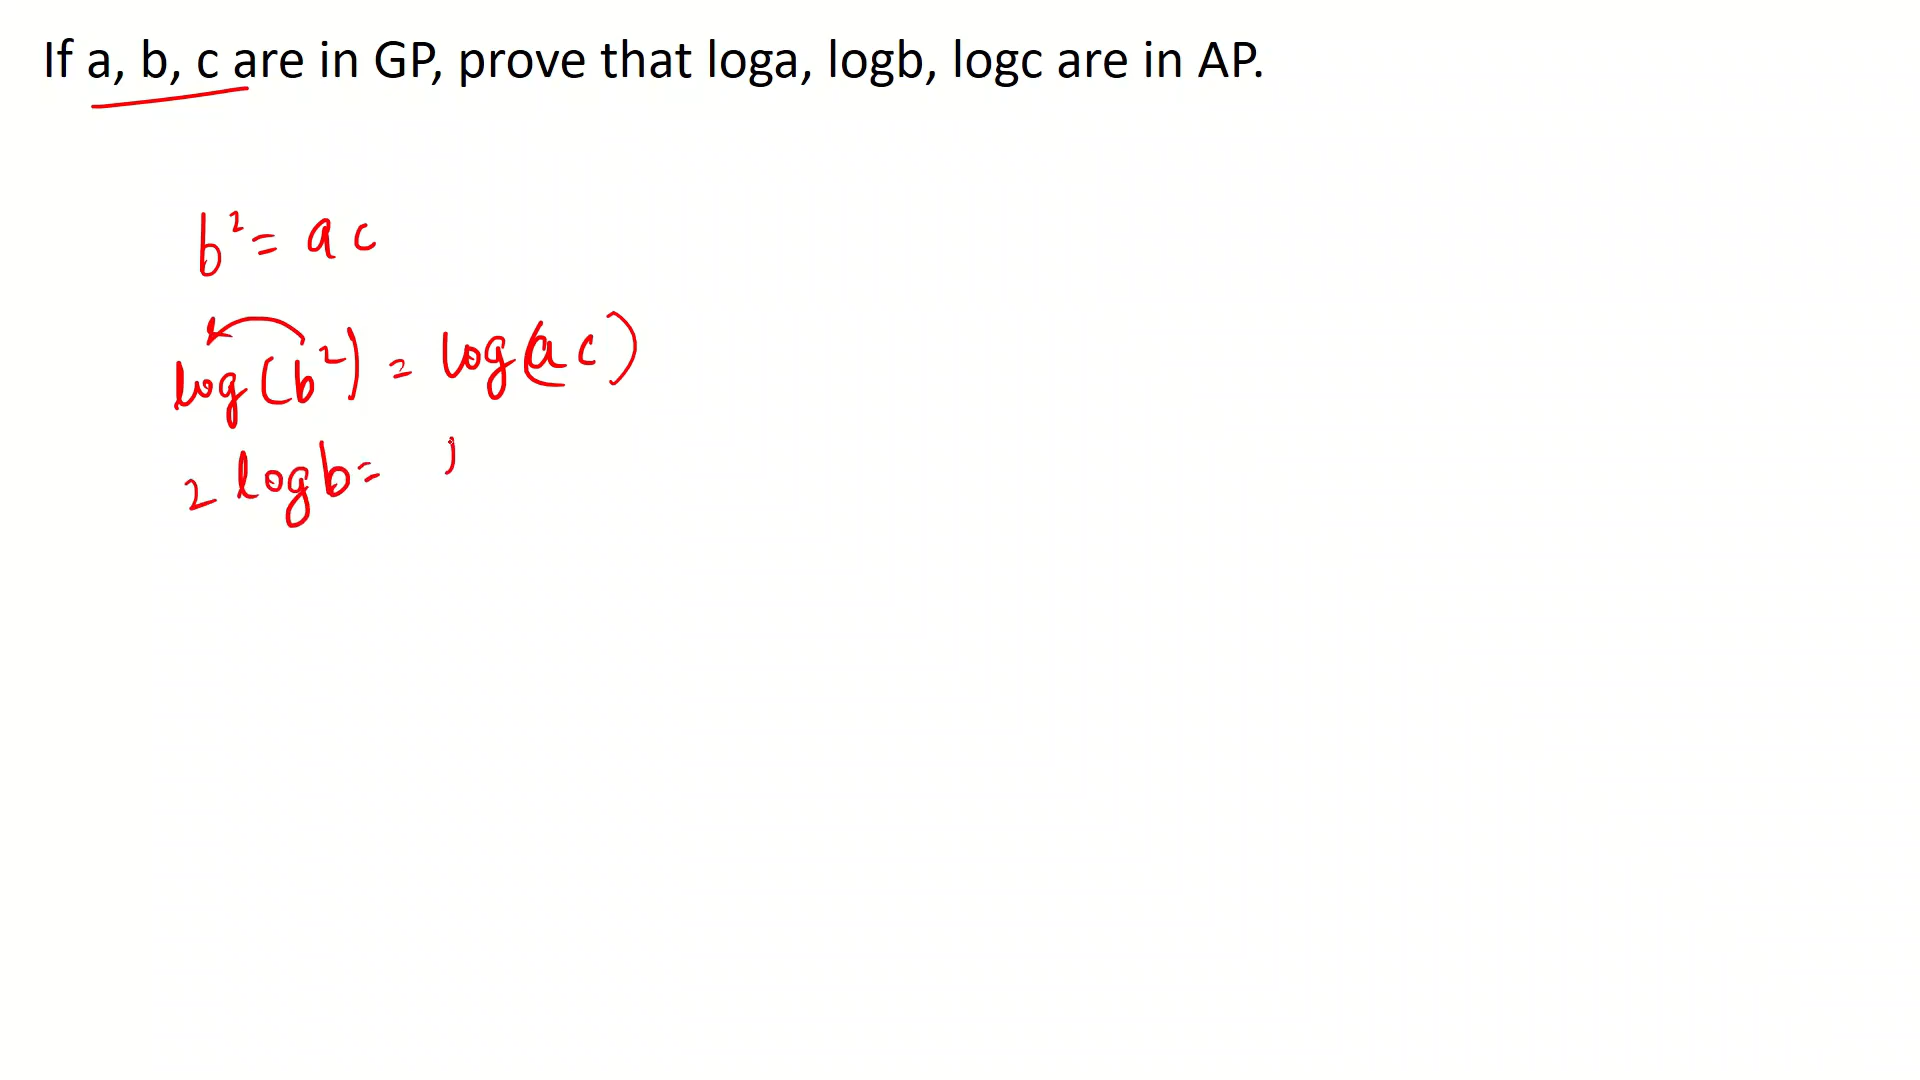 If a, b, c are in GP, prove that loga, logb, logc are in AP.
b² = ac
log(b²) = log(ac)
2 logb =